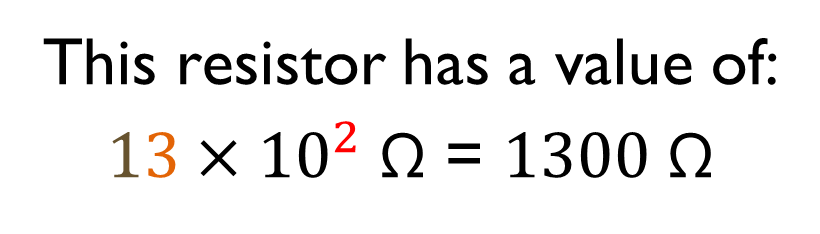 This resistor has a value of:
13 × 10² Ω = 1300 Ω